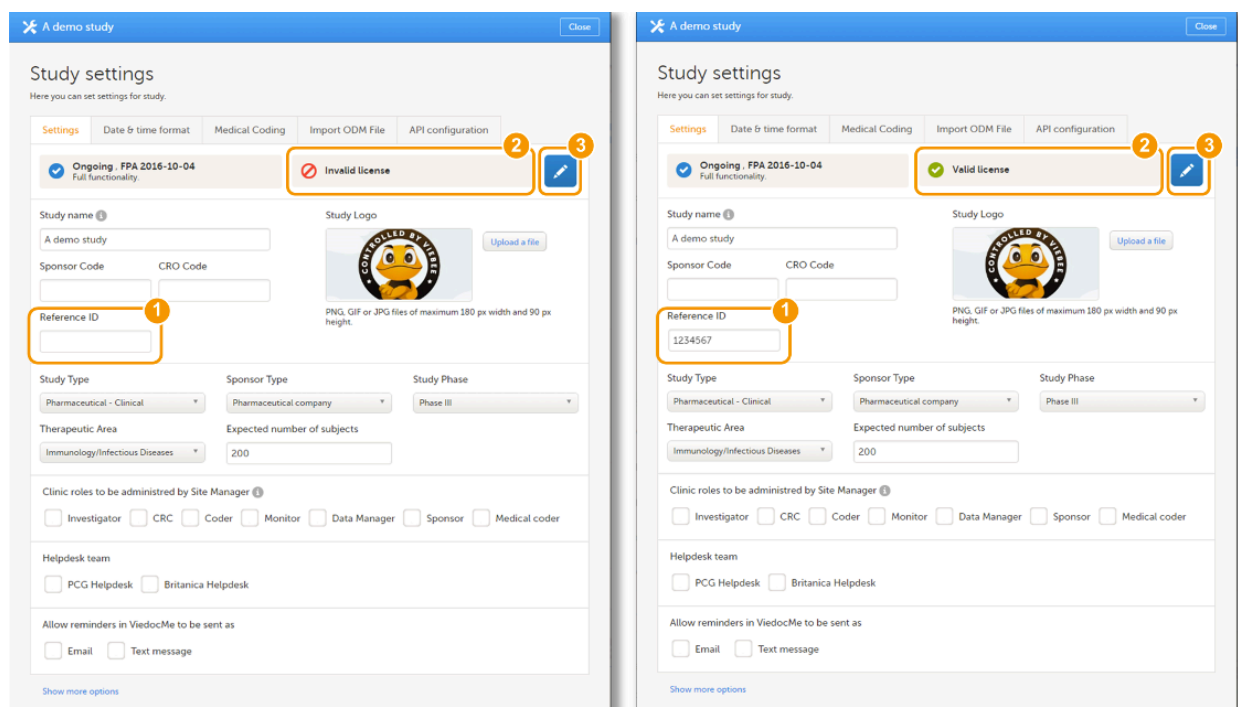 A demo study
Close
Study settings
Here you can set settings for study.
Settings
Date & time format
Medical Coding
Import ODM File
API configuration
2
3
Ongoing , FPA 2016-10-04
Full functionality.
Invalid license
Study name
Study Logo
A demo study
CONTROLLED BY VIEBEE
Upload a file
Sponsor Code
CRO Code
1
Reference ID
PNG, GIF or JPG files of maximum 180 px width and 90 px
height.
Study Type
Sponsor Type
Study Phase
Pharmaceutical - Clinical
Pharmaceutical company
Phase III
Therapeutic Area
Expected number of subjects
Immunology/Infectious Diseases
200
Clinic roles to be administred by Site Manager
Investigator
CRC
Coder
Monitor
Data Manager
Sponsor
Medical coder
Helpdesk team
PCG Helpdesk
Britanica Helpdesk
Allow reminders in ViedocMe to be sent as
Email
Text message
Show more options
A demo study
Close
Study settings
Here you can set settings for study.
Settings
Date & time format
Medical Coding
Import ODM File
API configuration
2
3
Ongoing , FPA 2016-10-04
Full functionality.
Valid license
Study name
Study Logo
A demo study
CONTROLLED BY VIEBEE
Upload a file
Sponsor Code
CRO Code
1
Reference ID
PNG, GIF or JPG files of maximum 180 px width and 90 px
height.
1234567
Study Type
Sponsor Type
Study Phase
Pharmaceutical - Clinical
Pharmaceutical company
Phase III
Therapeutic Area
Expected number of subjects
Immunology/Infectious Diseases
200
Clinic roles to be administred by Site Manager
Investigator
CRC
Coder
Monitor
Data Manager
Sponsor
Medical coder
Helpdesk team
PCG Helpdesk
Britanica Helpdesk
Allow reminders in ViedocMe to be sent as
Email
Text message
Show more options